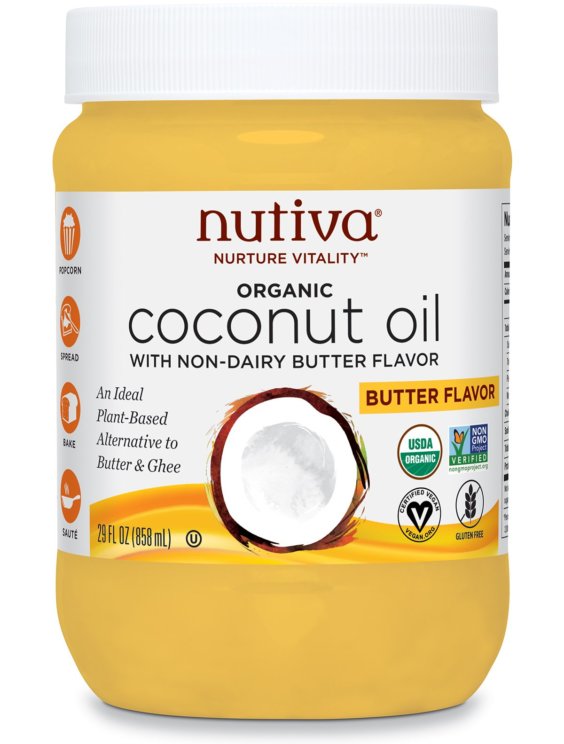 nutiva®
NURTURE VITALITY™
ORGANIC
coconut oil
WITH NON-DAIRY BUTTER FLAVOR
BUTTER FLAVOR
An Ideal
Plant-Based
Alternative to
Butter & Ghee
29 FL OZ (858 mL) U
POPCORN
SPREAD
BAKE
SAUTÉ
USDA
ORGANIC
NON
GMO
Project
VERIFIED
nongmoproject.org
CERTIFIED VEGAN
V
VEGAN.ORG
GLUTEN FREE